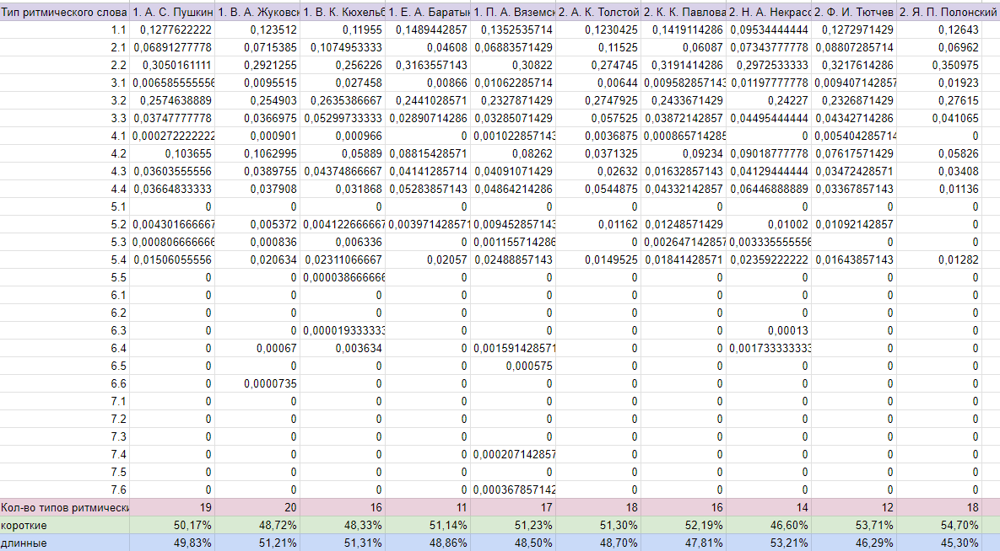 Тип ритмического слова 1. А. С. Пушкин 1. В. А. Жуковск 1. В. К. Кюхельб 1. Е. А. Баратын 1. П. А. Вяземск 2. А. К. Толстой 2. К. К. Павлова 2. Н. А. Некрасс 2. Ф. И. Тютчев 2. Я. П. Полонский
1.1 0,1277622222 0,123512 0,11955 0,1489442857 0,1352535714 0,1230425 0,1419114286 0,09534444444 0,1272971429 0,12643
2.1 0,06891277778 0,0715385 0,1074953333 0,04608 0,06883571429 0,11525 0,06087 0,07343777778 0,08807285714 0,06962
2.2 0,3050161111 0,2921255 0,256226 0,3163557143 0,30822 0,274745 0,3191414286 0,2972533333 0,3217614286 0,350975
3.1 0,006585555556 0,0095515 0,027458 0,00866 0,01062285714 0,00644 0,009582857143 0,01197777778 0,009407142857 0,01923
3.2 0,2574638889 0,254903 0,2635386667 0,2441028571 0,2327871429 0,2747925 0,2433671429 0,24227 0,2326871429 0,27615
3.3 0,03747777778 0,0366975 0,05299733333 0,02890714286 0,03285071429 0,057525 0,03872142857 0,04495444444 0,04342714286 0,041065
4.1 0,000272222222 0,000901 0,000966 0 0,001022857143 0,0036875 0,000865714285 0 0,005404285714 0
4.2 0,103655 0,1062995 0,05889 0,08815428571 0,08262 0,0371325 0,09234 0,09018777778 0,07617571429 0,05826
4.3 0,03603555556 0,0389755 0,04374866667 0,04141285714 0,04091071429 0,02632 0,01632857143 0,04129444444 0,03472428571 0,03408
4.4 0,03664833333 0,037908 0,031868 0,05283857143 0,04864214286 0,0544875 0,04332142857 0,06446888889 0,03367857143 0,01136
5.1 0 0 0 0 0 0 0 0 0 0
5.2 0,004301666667 0,005372 0,004122666667 0,003971428571 0,009452857143 0,01162 0,01248571429 0,01002 0,01092142857 0
5.3 0,000806666666 0,000836 0,006336 0 0,001155714286 0 0,002647142857 0,003335555556 0 0
5.4 0,01506055556 0,020634 0,02311066667 0,02057 0,02488857143 0,0149525 0,01841428571 0,02359222222 0,01643857143 0,01282
5.5 0 0 0,000038666666 0 0 0 0 0 0 0
6.1 0 0 0 0 0 0 0 0 0 0
6.2 0 0 0 0 0 0 0 0 0 0
6.3 0 0 0,000019333333 0 0 0 0 0,00013 0 0
6.4 0 0,00067 0,003634 0 0,001591428571 0 0 0,001733333333 0 0
6.5 0 0 0 0 0,000575 0 0 0 0 0
6.6 0 0,0000735 0 0 0 0 0 0 0 0
7.1 0 0 0 0 0 0 0 0 0 0
7.2 0 0 0 0 0 0 0 0 0 0
7.3 0 0 0 0 0 0 0 0 0 0
7.4 0 0 0 0 0,000207142857 0 0 0 0 0
7.5 0 0 0 0 0 0 0 0 0 0
7.6 0 0 0 0 0,000367857142 0 0 0 0 0
Кол-во типов ритмически 19 20 16 11 17 18 16 14 12 18
короткие 50,17% 48,72% 48,33% 51,14% 51,23% 51,30% 52,19% 46,60% 53,71% 54,70%
длинные 49,83% 51,21% 51,31% 48,86% 48,50% 48,70% 47,81% 53,21% 46,29% 45,30%